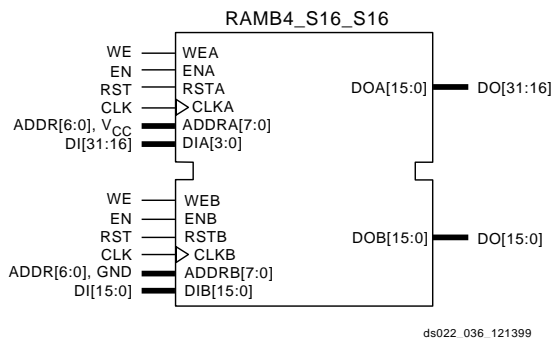 RAMB4_S16_S16
WE WEA
EN ENA
RST RSTA
CLK CLKA
ADDR[6:0], VCC ADDRA[7:0]
DI[31:16] DIA[3:0]
DOA[15:0] DO[31:16]
WE WEB
EN ENB
RST RSTB
CLK CLKB
ADDR[6:0], GND ADDRB[7:0]
DI[15:0] DIB[15:0]
DOB[15:0] DO[15:0]
ds022_036_121399